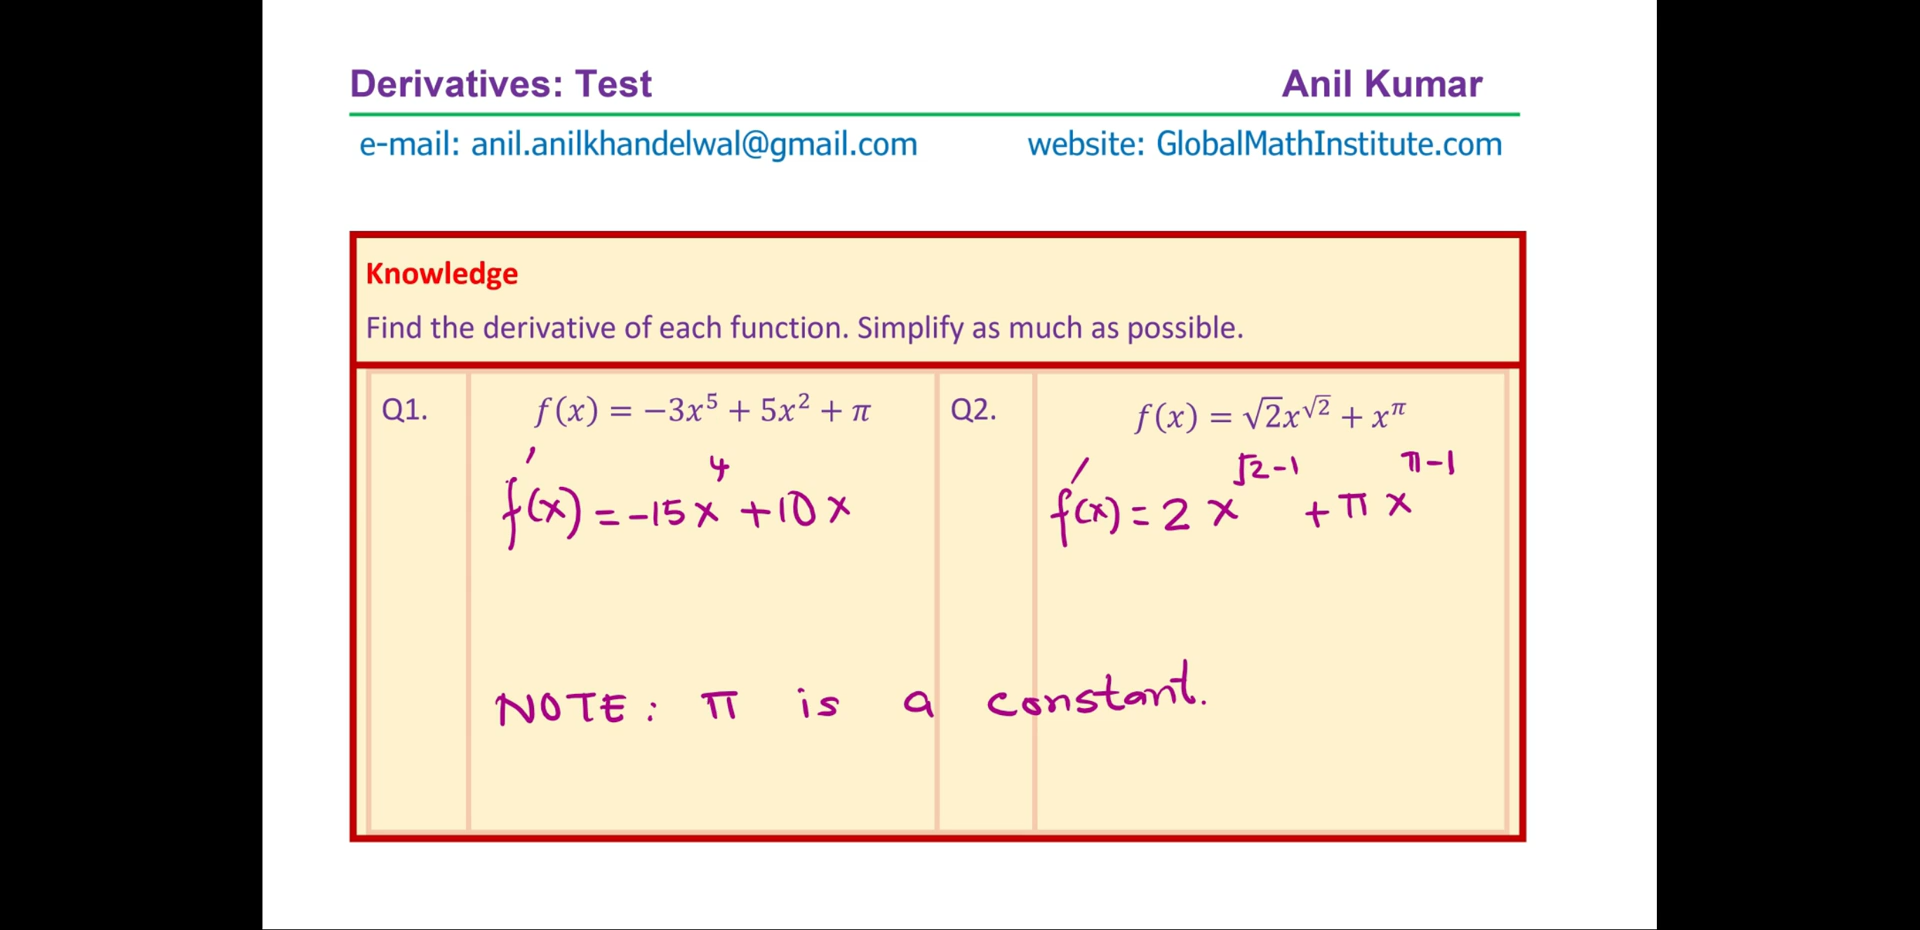 Derivatives: Test Anil Kumar
e-mail: anil.anilkhandelwal@gmail.com website: GlobalMathInstitute.com
Knowledge
Find the derivative of each function. Simplify as much as possible.
Q1. f(x) = −3x⁵ + 5x² + π Q2. f(x) = √2x^√2 + x^π
f'(x) = -15x⁴ + 10x f'(x) = 2x^(√2-1) + πx^(π-1)
NOTE: π is a constant.